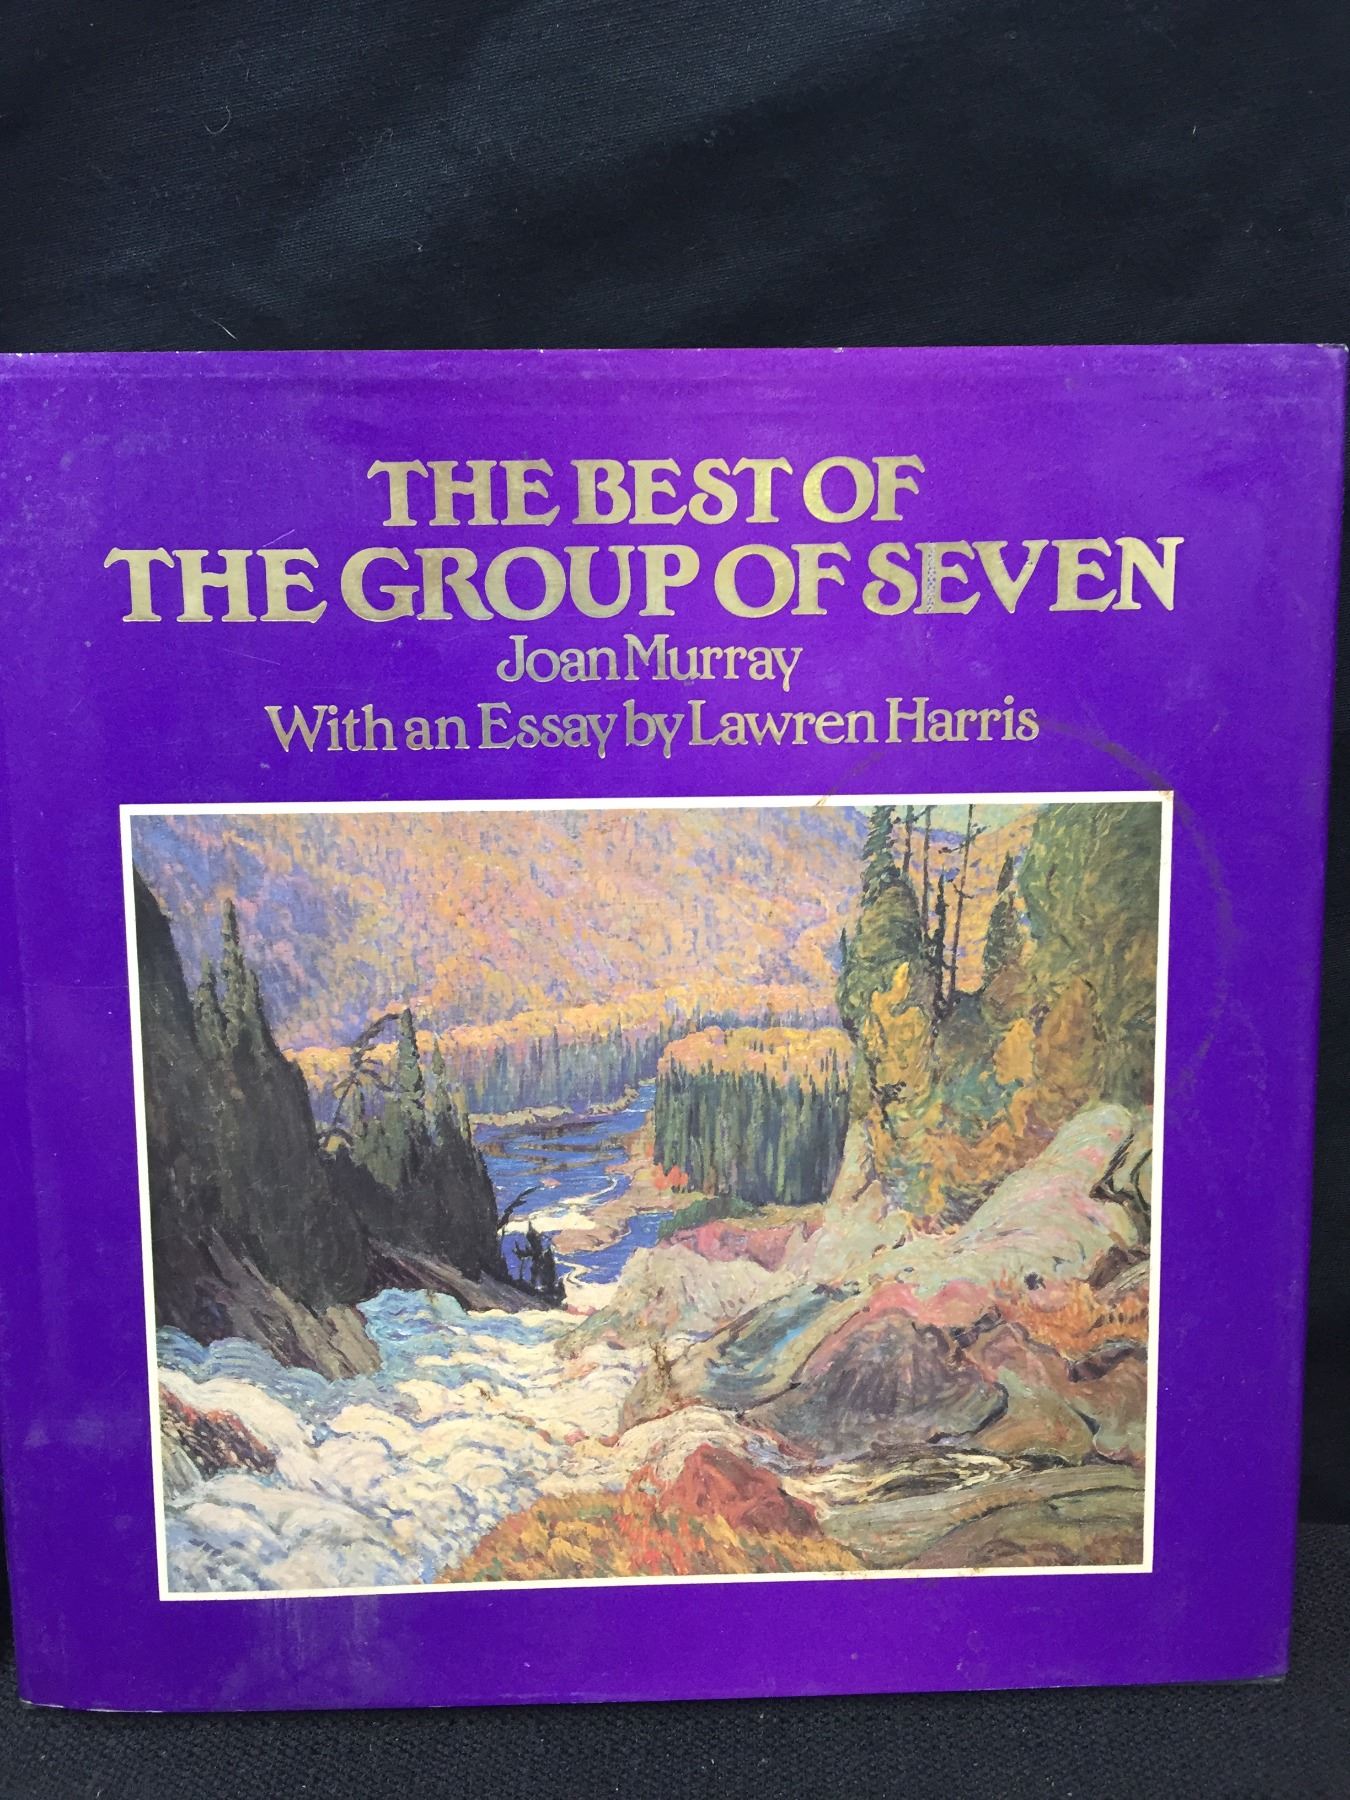 THE BEST OF
THE GROUP OF SEVEN
Joan Murray
With an Essay by Lawren Harris